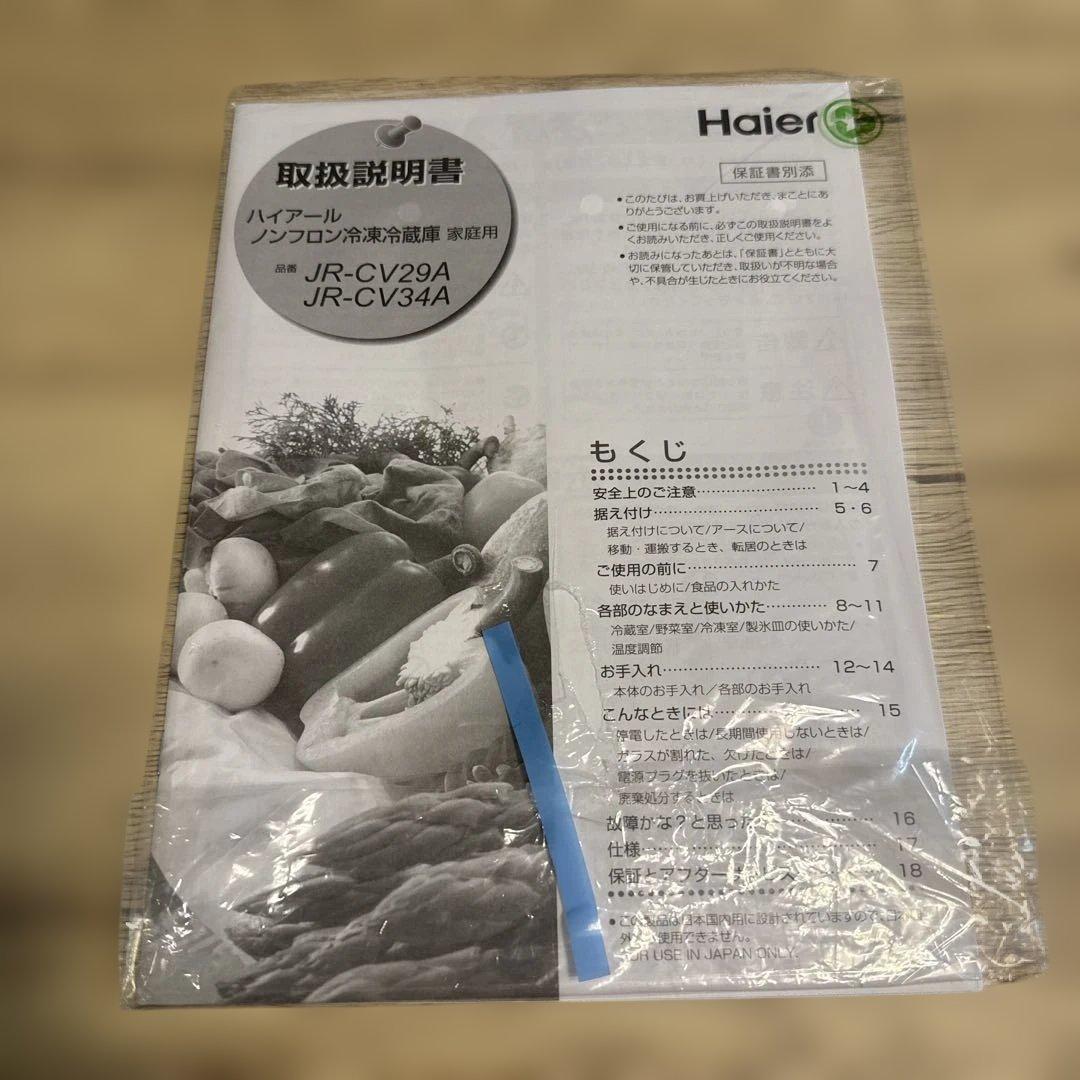 Haier
取扱説明書
ハイアール
ノンフロン冷凍冷蔵庫 家庭用
品番 JR-CV29A
JR-CV34A
保証書別添
●このたびは、お買上げいただき、まことにあ
りがとうございます。
●ご使用になる前に、必ずこの取扱説明書をよ
くお読みいただき、正しくご使用ください。
●お読みになったあとは、「保証書」とともに大
切に保管していただき、取扱いが不明な場合
や、不具合が生じたときにお役立てください。
もくじ
安全上のご注意 1～4
据え付け 5・6
据え付けについて/アースについて/
移動・運搬するとき、転居のときは
ご使用の前に 7
使いはじめに/食品の入れかた
各部のなまえと使いかた 8～11
冷蔵室/野菜室/冷凍室/製氷皿の使いかた/
温度調節
お手入れ 12～14
本体のお手入れ/各部のお手入れ
こんなときには 15
停電したときは/長期間使用しないときは/
ガラスが割れた、欠けたときは/
電源プラグを抜いたときは/
廃棄処分するときは
故障かな？と思ったら 16
仕様 17
保証とアフターサービス 18
●この製品は日本国内用に設計されていますので、日本国
外では使用できません。
FOR USE IN JAPAN ONLY.